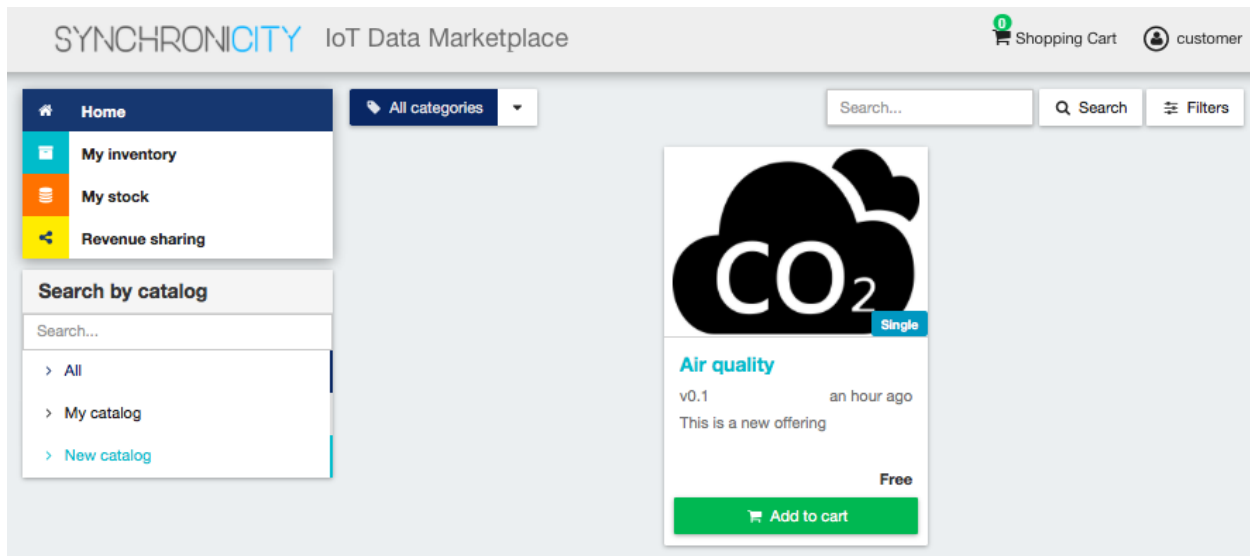 SYNCHRONICITY IoT Data Marketplace
0
Shopping Cart
customer
Home
My inventory
My stock
Revenue sharing
Search by catalog
Search...
All
My catalog
New catalog
All categories
Search...
Search
Filters
CO2
Single
Air quality
v0.1 an hour ago
This is a new offering
Free
Add to cart